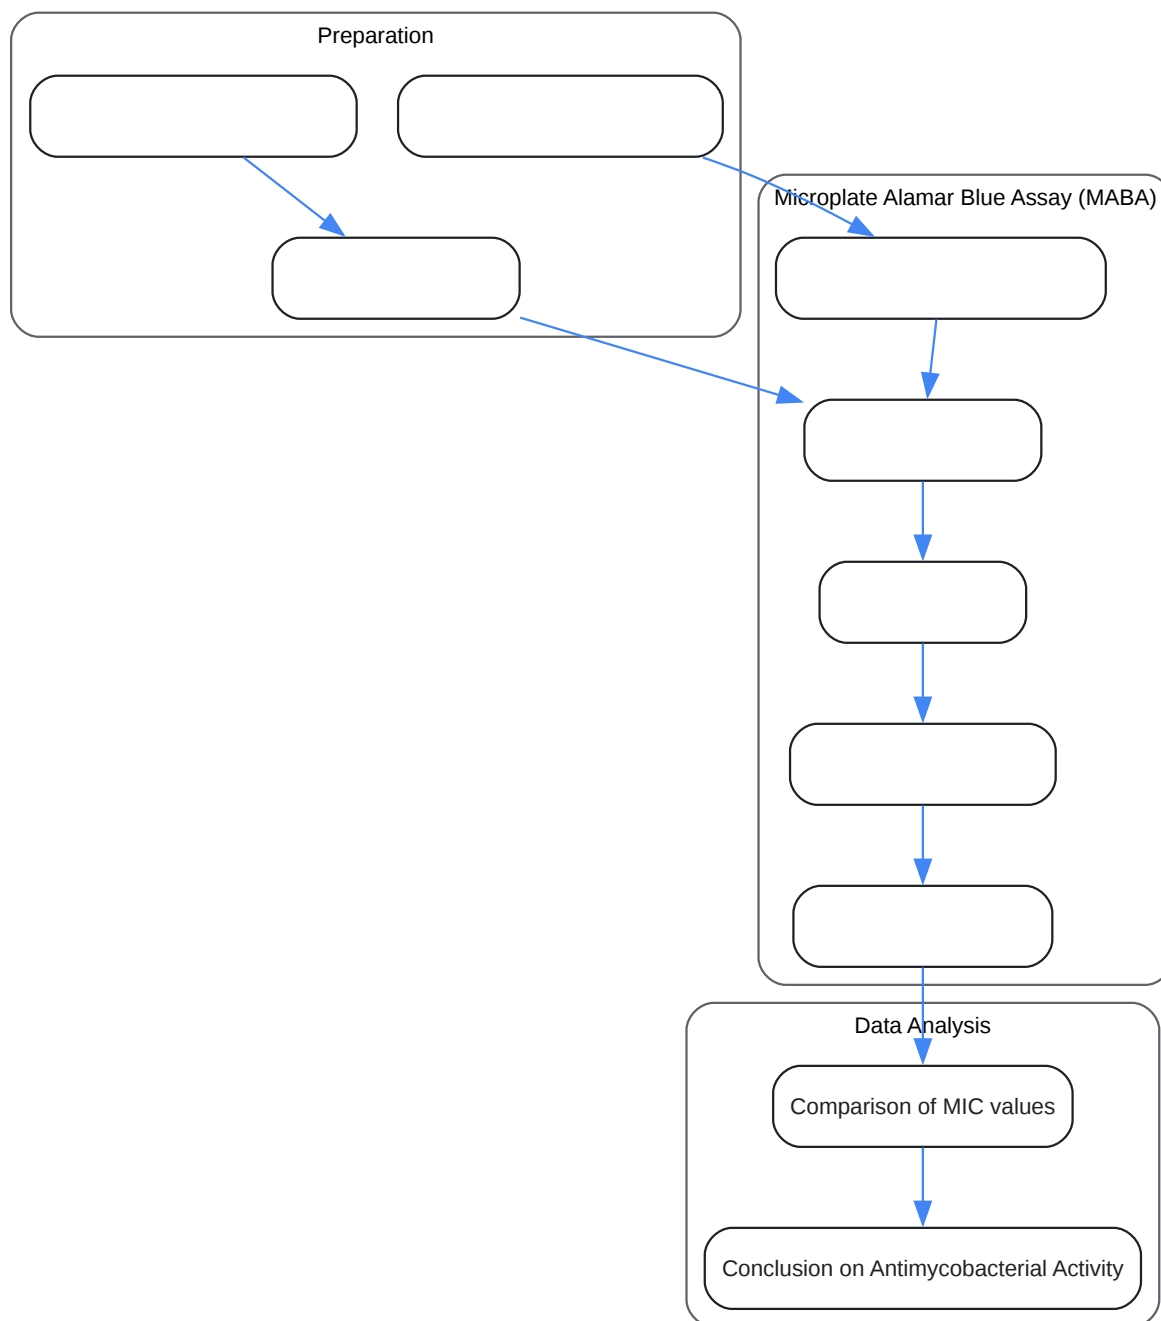 Preparation
Microplate Alamar Blue Assay (MABA)
Data Analysis
Comparison of MIC values
Conclusion on Antimycobacterial Activity